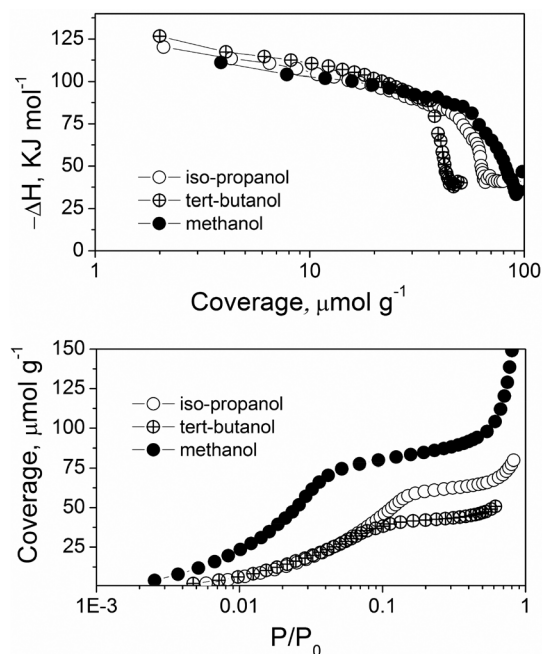 125
100
75
50
25
0
−ΔH, KJ mol⁻¹
iso-propanol
tert-butanol
methanol
1
10
100
Coverage, μmol g⁻¹
150
125
100
75
50
25
Coverage, μmol g⁻¹
iso-propanol
tert-butanol
methanol
1E-3
0.01
0.1
1
P/P₀